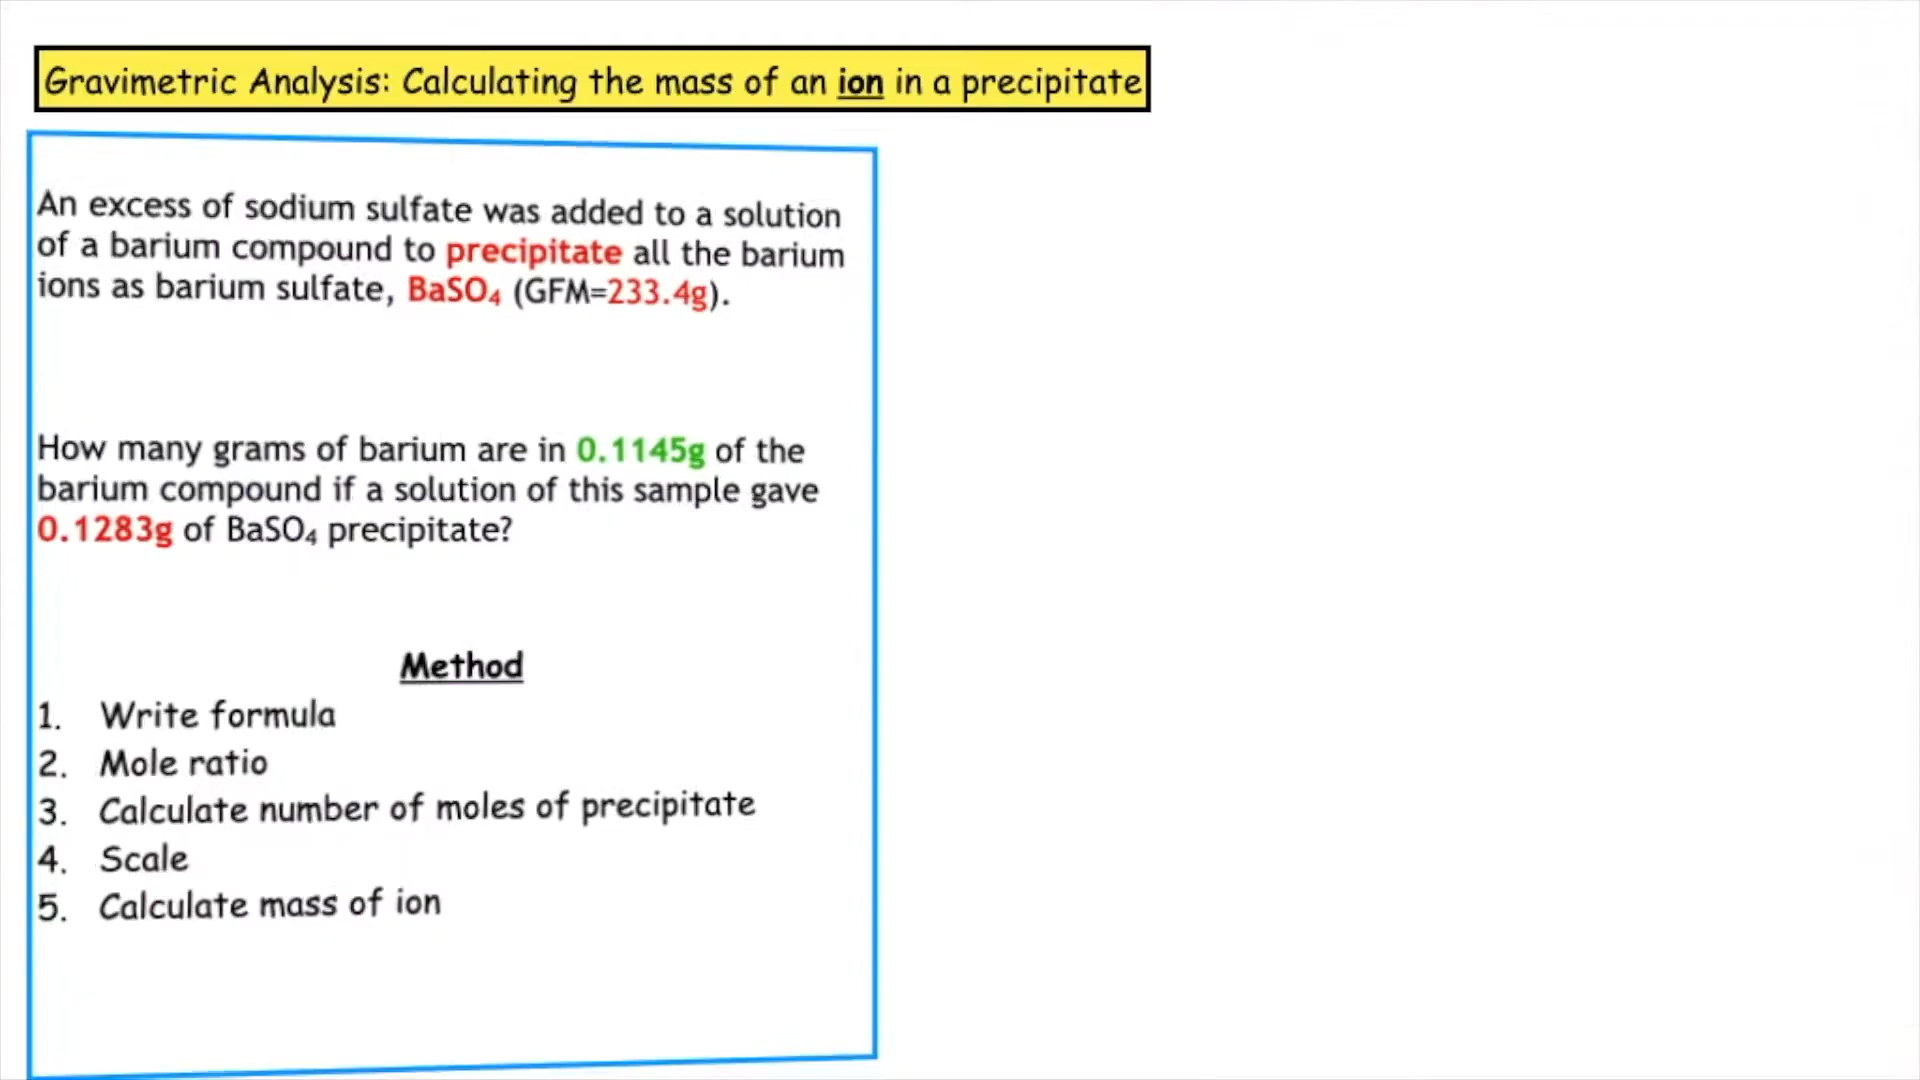 Gravimetric Analysis: Calculating the mass of an ion in a precipitate
An excess of sodium sulfate was added to a solution
of a barium compound to precipitate all the barium
ions as barium sulfate, BaSO₄ (GFM=233.4g).
How many grams of barium are in 0.1145g of the
barium compound if a solution of this sample gave
0.1283g of BaSO₄ precipitate?
Method
1. Write formula
2. Mole ratio
3. Calculate number of moles of precipitate
4. Scale
5. Calculate mass of ion